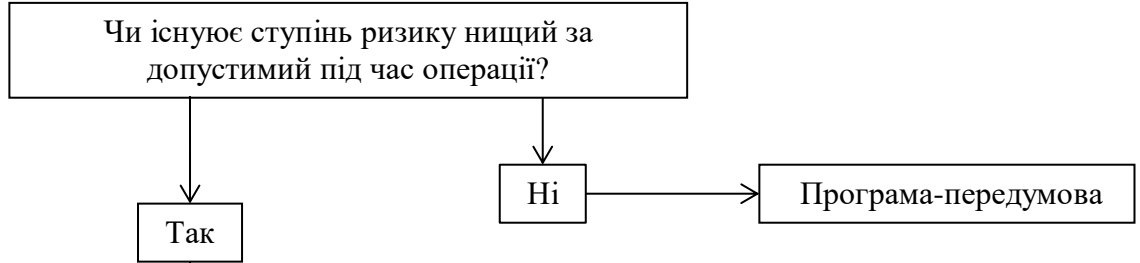 Чи існує ступінь ризику нищий за
допустимий під час операції?
Ні
Програма-передумова
Так